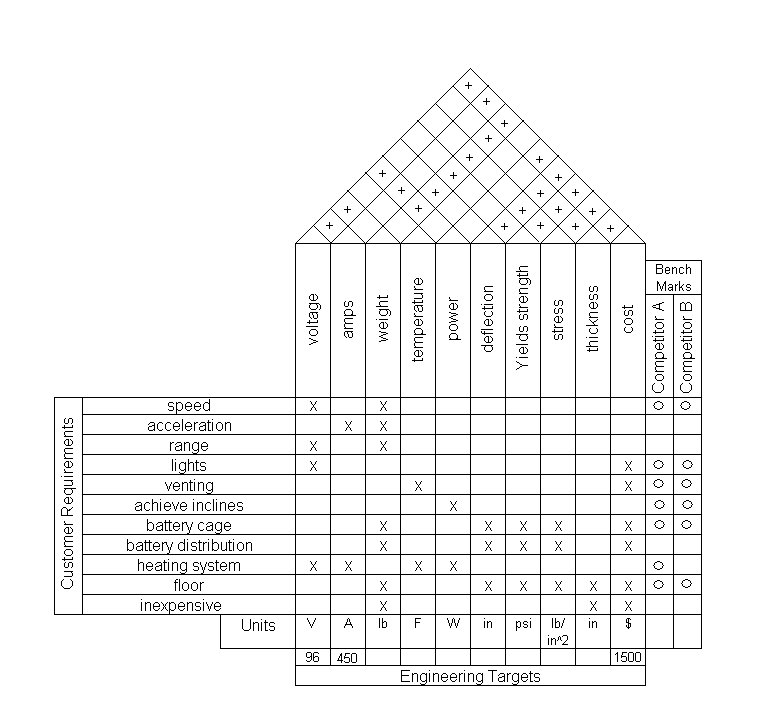 +
+
+
+
+
+
+ + +
+ + + + +
+ + + + +
+ + + + + +
Bench
Marks
voltage
amps
weight
temperature
power
deflection
Yields strength
stress
thickness
cost
Competitor A
Competitor B
Customer Requirements
speed X X O O
acceleration X X
range X X
lights X X O O
venting X X O O
achieve inclines X O O
battery cage X X X X X O O
battery distribution X X X X X
heating system X X X X O
floor X X X X X X O O
inexpensive X X X
Units V A lb F W in psi lb/ in $
in^2
96 450 1500
Engineering Targets